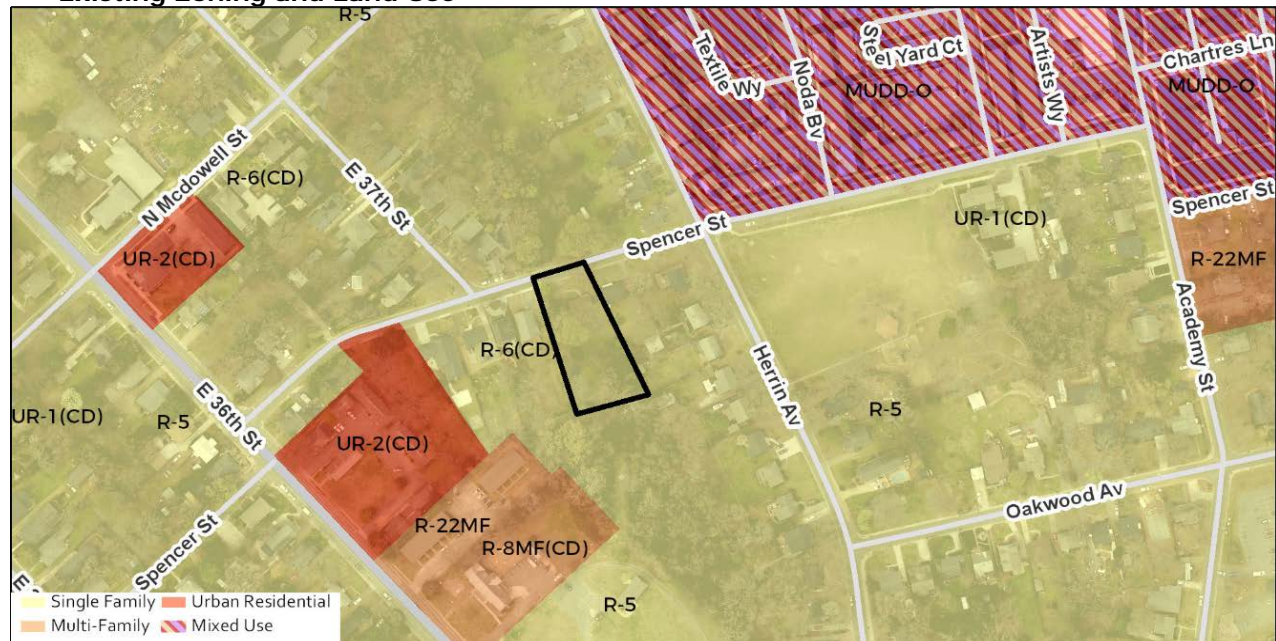 Existing Zoning and Land Use
R-5
Textile Wy
Noda Bv
Steel Yard Ct
Artists Wy
Chartres Ln
MUDD-O
MUDD-O
N Mcdowell St
R-6(CD)
E 37th St
Spencer St
UR-1(CD)
Spencer St
UR-2(CD)
R-22MF
Academy St
R-6(CD)
Herrin Av
UR-1(CD)
R-5
E 36th St
UR-2(CD)
R-5
Oakwood Av
R-22MF
Spencer St
R-8MF(CD)
R-5
Single Family
Urban Residential
Multi-Family
Mixed Use